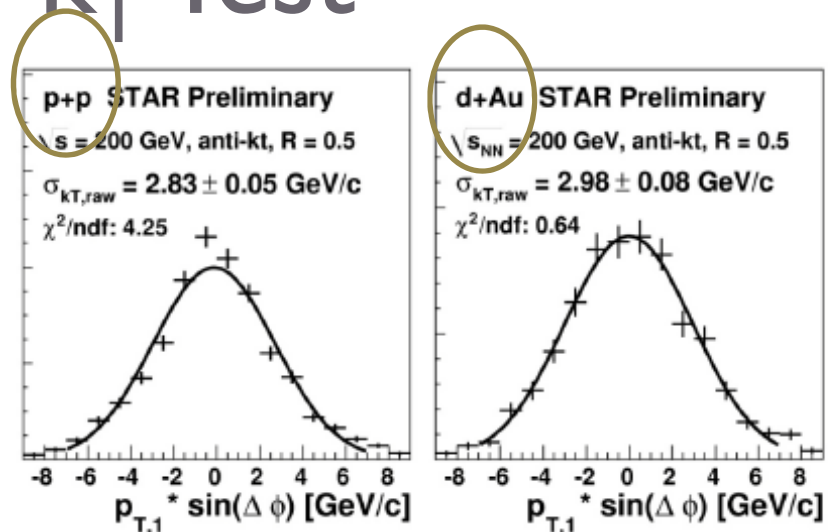 Test
p+p STAR Preliminary
√s = 200 GeV, anti-kt, R = 0.5
σkT,raw = 2.83 ± 0.05 GeV/c
χ2/ndf: 4.25
-8 -6 -4 -2 0 2 4 6 8
pT,1 * sin(Δ ϕ) [GeV/c]
d+Au STAR Preliminary
√sNN = 200 GeV, anti-kt, R = 0.5
σkT,raw = 2.98 ± 0.08 GeV/c
χ2/ndf: 0.64
-8 -6 -4 -2 0 2 4 6 8
pT,1 * sin(Δ ϕ) [GeV/c]